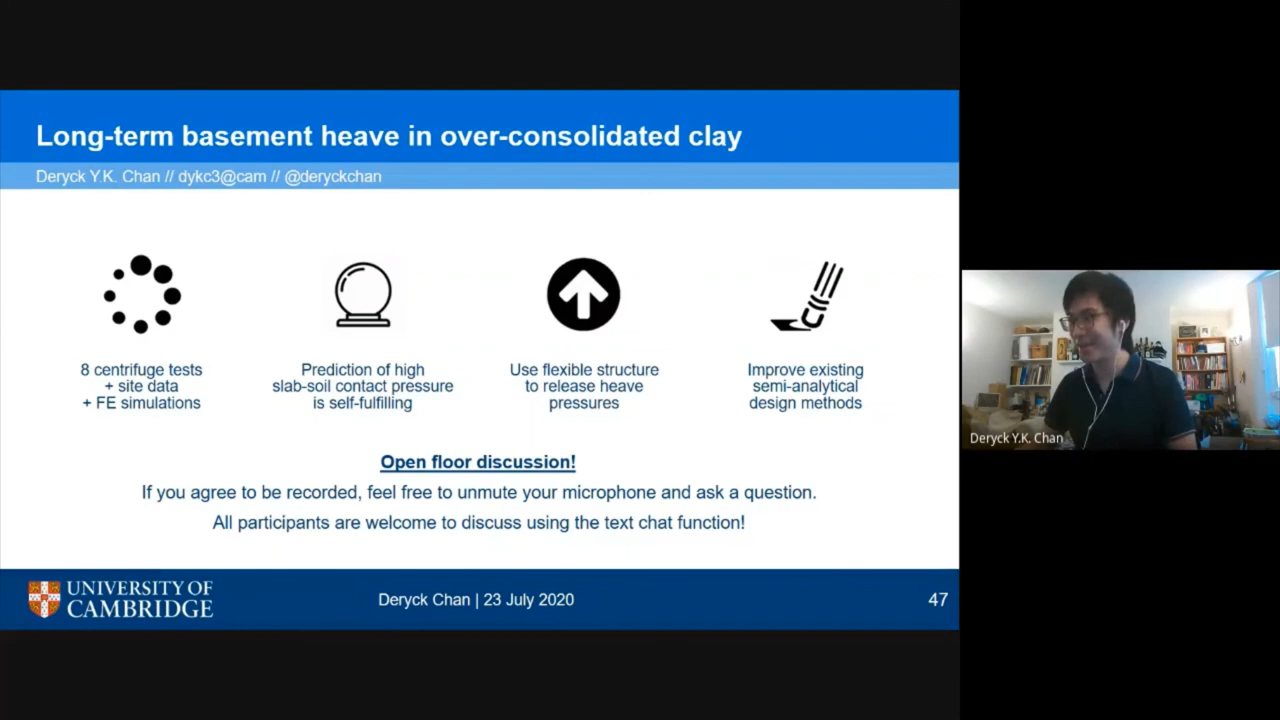 Long-term basement heave in over-consolidated clay
Deryck Y.K. Chan // dykc3@cam // @deryckchan
8 centrifuge tests
+ site data
+ FE simulations
Prediction of high
slab-soil contact pressure
is self-fulfilling
Use flexible structure
to release heave
pressures
Improve existing
semi-analytical
design methods
Open floor discussion!
If you agree to be recorded, feel free to unmute your microphone and ask a question.
All participants are welcome to discuss using the text chat function!
UNIVERSITY OF
CAMBRIDGE
Deryck Chan | 23 July 2020
47
Deryck Y.K. Chan